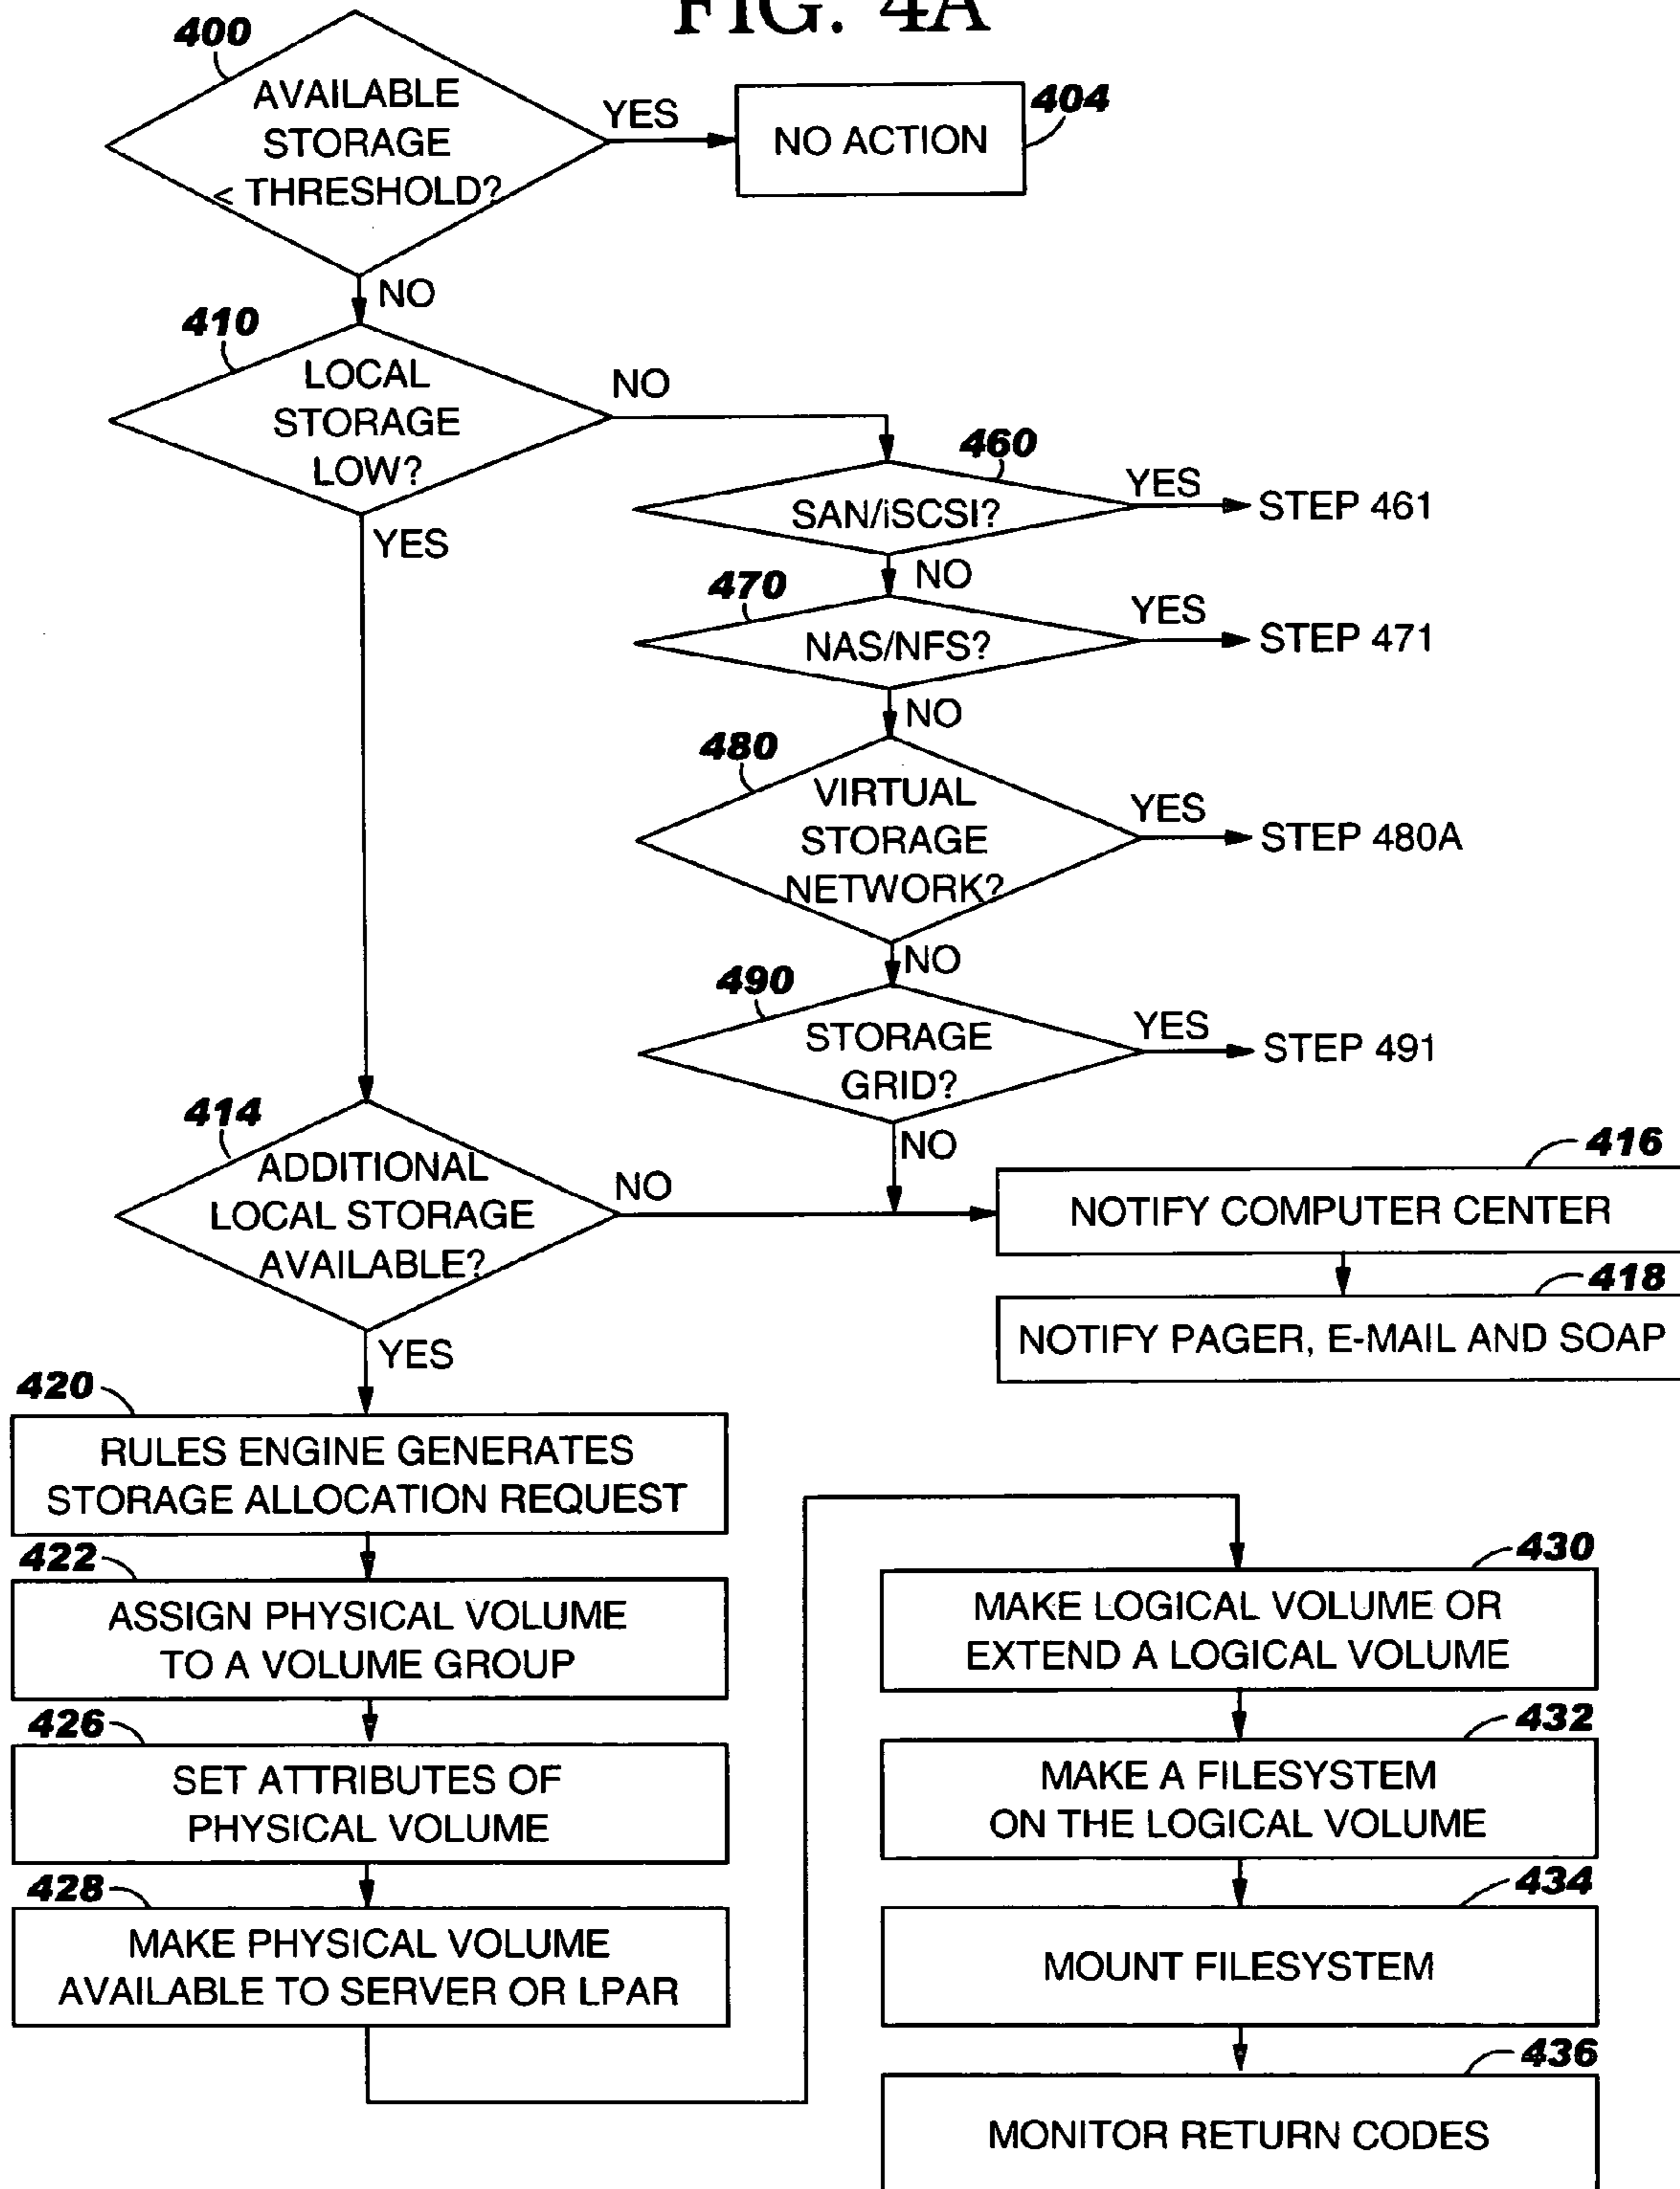 FIG. 4A
400
AVAILABLE
STORAGE
< THRESHOLD?
YES
NO ACTION
404
NO
410
LOCAL
STORAGE
LOW?
NO
YES
460
SAN/iSCSI?
YES
STEP 461
NO
470
NAS/NFS?
YES
STEP 471
NO
480
VIRTUAL
STORAGE
NETWORK?
YES
STEP 480A
NO
490
STORAGE
GRID?
YES
STEP 491
NO
414
ADDITIONAL
LOCAL STORAGE
AVAILABLE?
NO
416
NOTIFY COMPUTER CENTER
418
NOTIFY PAGER, E-MAIL AND SOAP
YES
420
RULES ENGINE GENERATES
STORAGE ALLOCATION REQUEST
422
ASSIGN PHYSICAL VOLUME
TO A VOLUME GROUP
426
SET ATTRIBUTES OF
PHYSICAL VOLUME
428
MAKE PHYSICAL VOLUME
AVAILABLE TO SERVER OR LPAR
430
MAKE LOGICAL VOLUME OR
EXTEND A LOGICAL VOLUME
432
MAKE A FILESYSTEM
ON THE LOGICAL VOLUME
434
MOUNT FILESYSTEM
436
MONITOR RETURN CODES